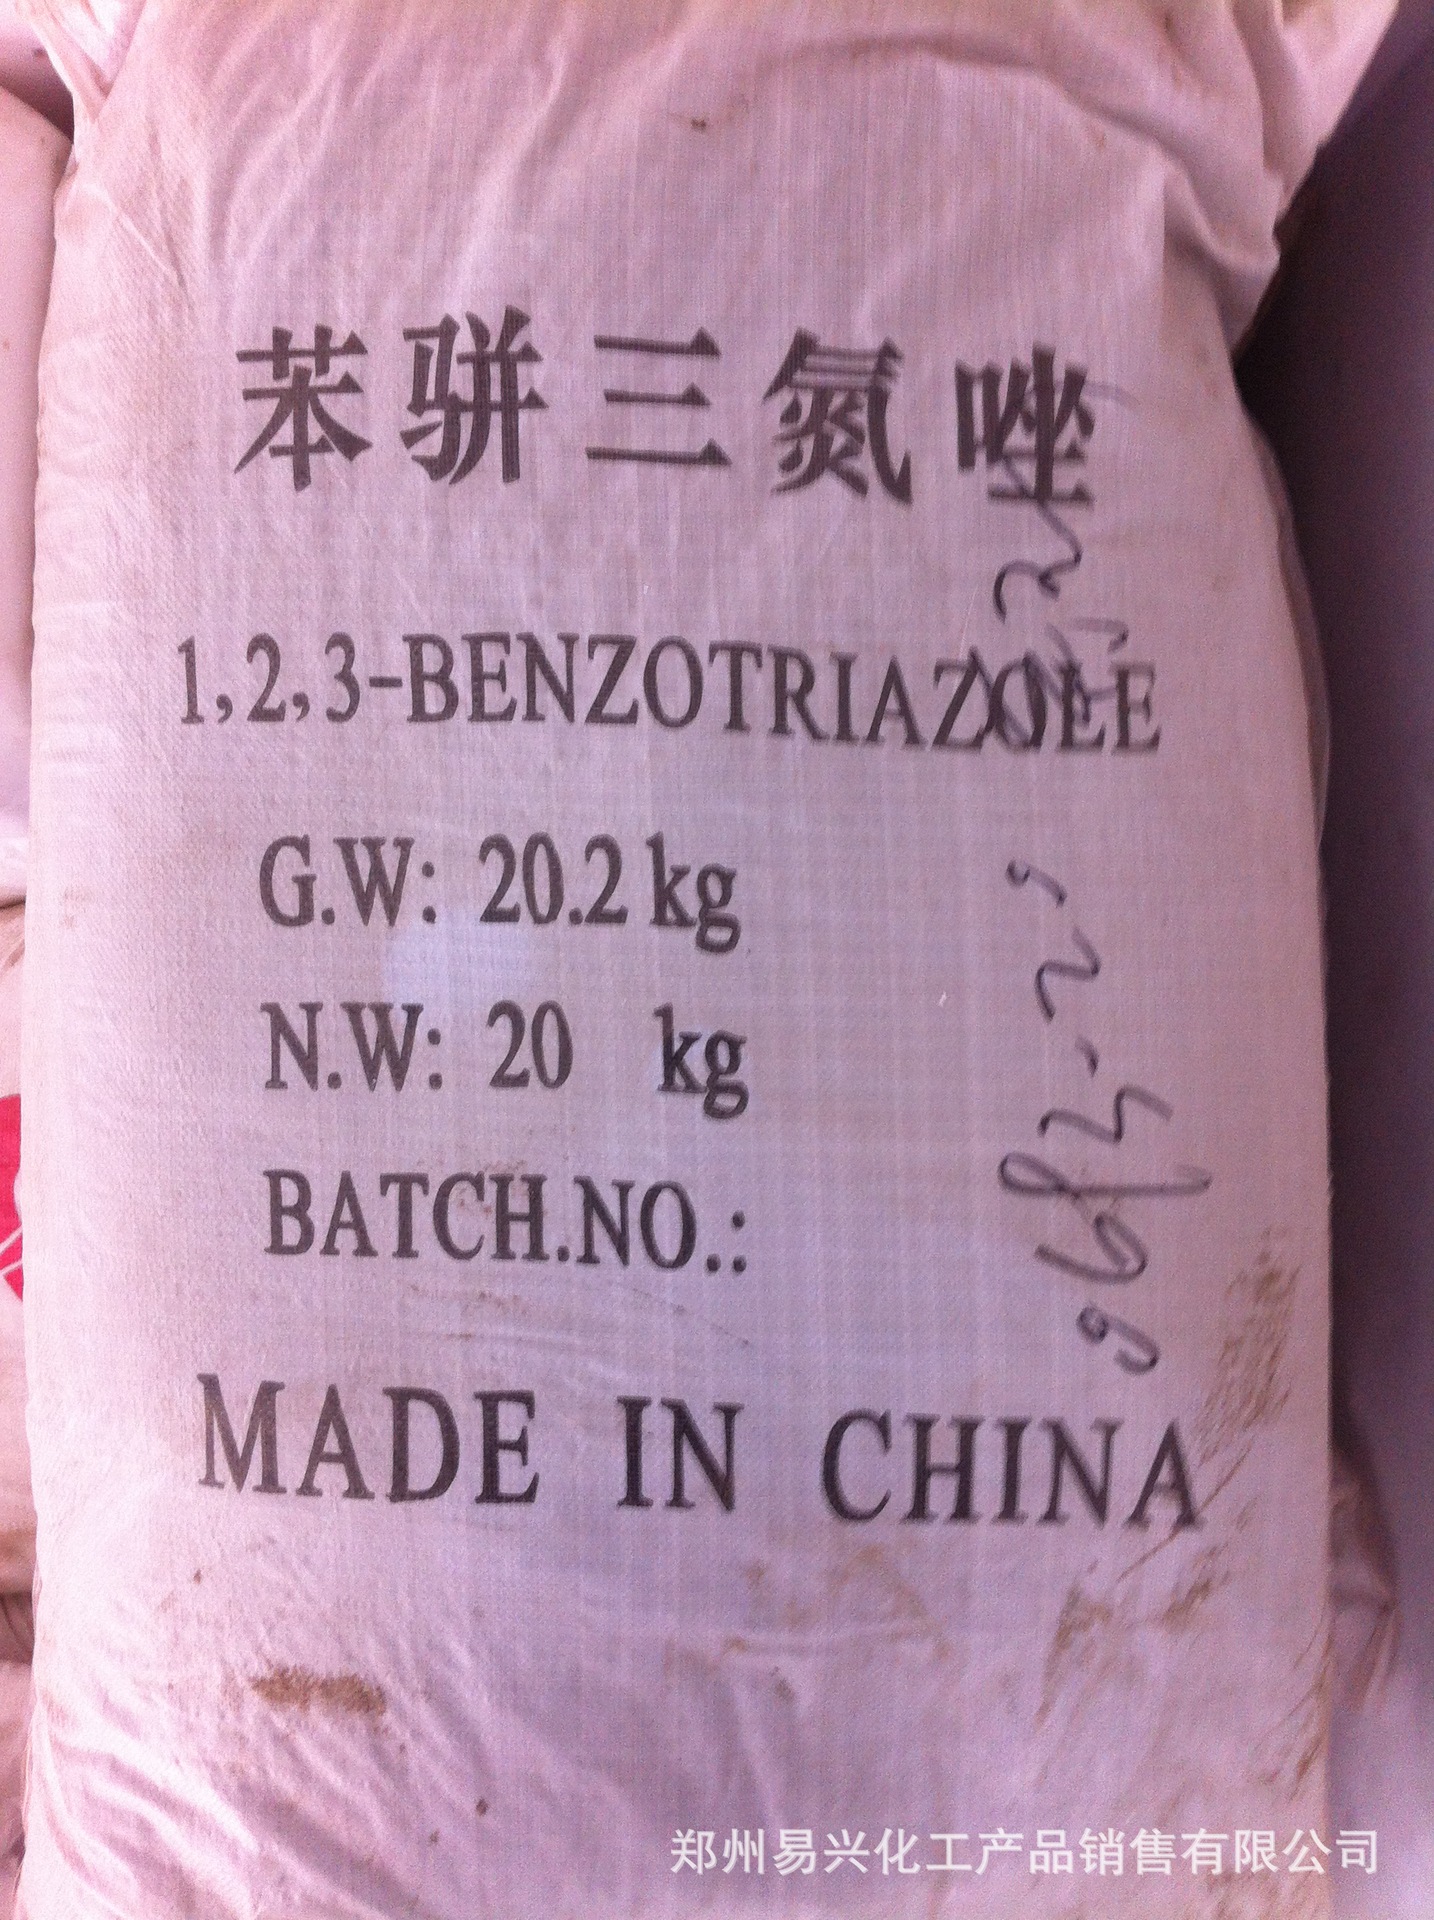 苯骈三氮唑
1,2,3-BENZOTRIAZOLE
G.W: 20.2 kg
N.W: 20 kg
BATCH.NO.:
MADE IN CHINA
郑州易兴化工产品销售有限公司